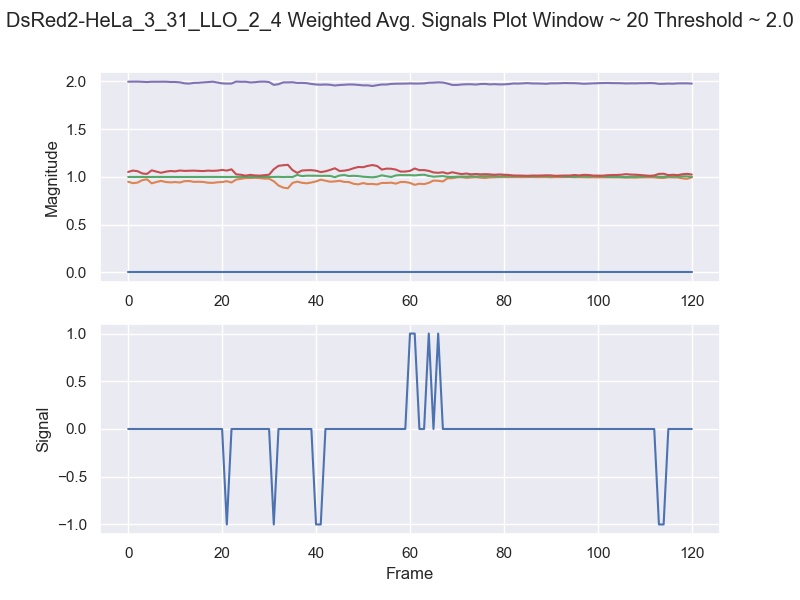 DsRed2-HeLa_3_31_LLO_2_4 Weighted Avg. Signals Plot Window ~ 20 Threshold ~ 2.0
Magnitude
2.0
1.5
1.0
0.5
0.0
0 20 40 60 80 100 120
Signal
1.0
0.5
0.0
−0.5
−1.0
0 20 40 60 80 100 120
Frame